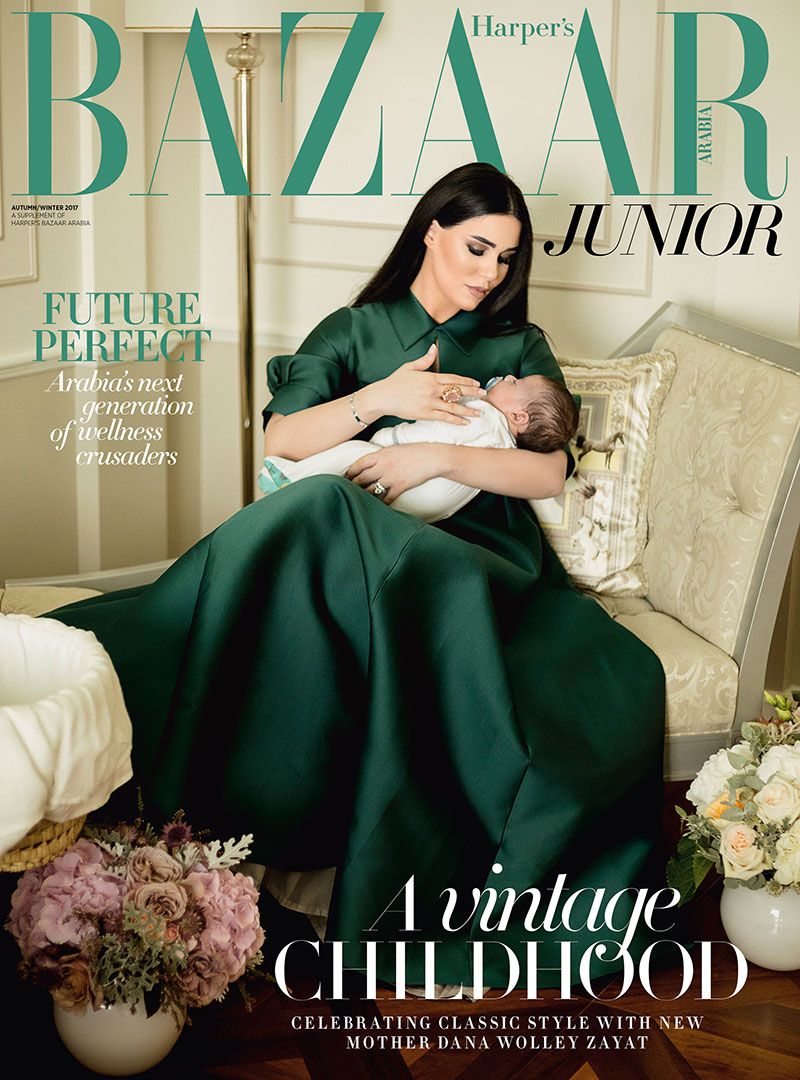 BAZAAR
Harper's
ARABIA
JUNIOR
AUTUMN/WINTER 2017
A SUPPLEMENT OF
HARPER'S BAZAAR ARABIA
FUTURE
PERFECT
Arabia's next
generation
of wellness
crusaders
A vintage
CHILDHOOD
CELEBRATING CLASSIC STYLE WITH NEW
MOTHER DANA WOLLEY ZAYAT